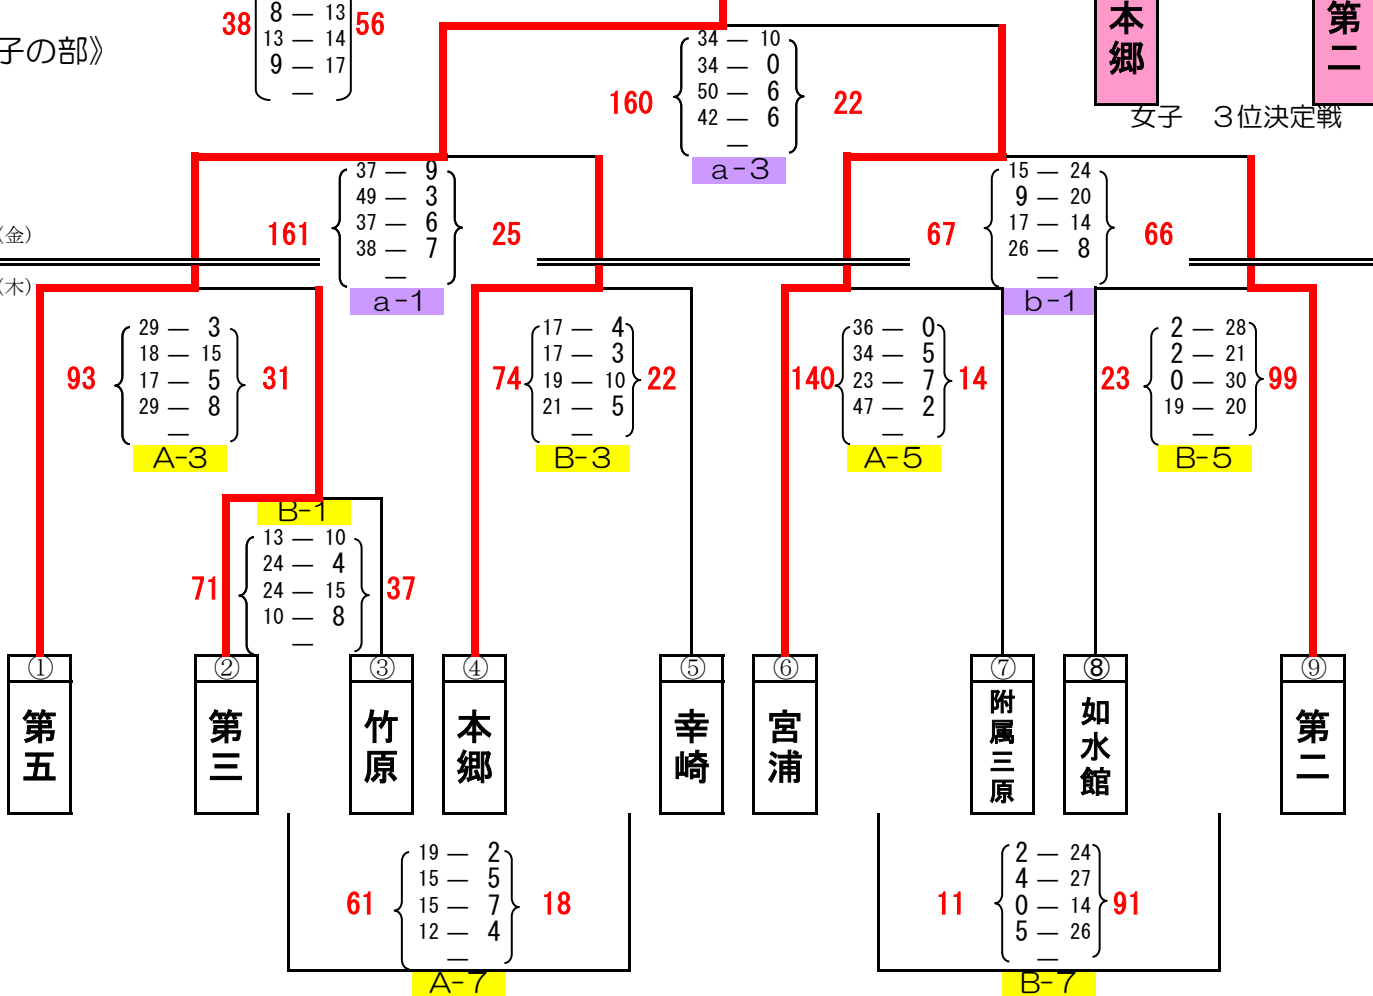 8 — 13
38 13 — 14 56
9 — 17
—
子の部》
本郷
第二
女子　３位決定戦
34 — 10
34 — 0
160 50 — 6 22
42 — 6
—
a-3
37 — 9
49 — 3
161 37 — 6 25
38 — 7
—
a-1
15 — 24
9 — 20
67 17 — 14 66
26 — 8
—
b-1
(金)
(木)
29 — 3
18 — 15
93 17 — 5 31
29 — 8
—
A-3
17 — 4
17 — 3
74 19 — 10 22
21 — 5
—
B-3
36 — 0
34 — 5
140 23 — 7 14
47 — 2
—
A-5
2 — 28
2 — 21
23 0 — 30 99
19 — 20
—
B-5
B-1
13 — 10
24 — 4
71 24 — 15 37
10 — 8
—
① ② ③ ④ ⑤ ⑥ ⑦ ⑧ ⑨
第五
第三
竹原
本郷
幸崎
宮浦
附属三原
如水館
第二
19 — 2
15 — 5
61 15 — 7 18
12 — 4
—
A-7
2 — 24
4 — 27
11 0 — 14 91
5 — 26
—
B-7